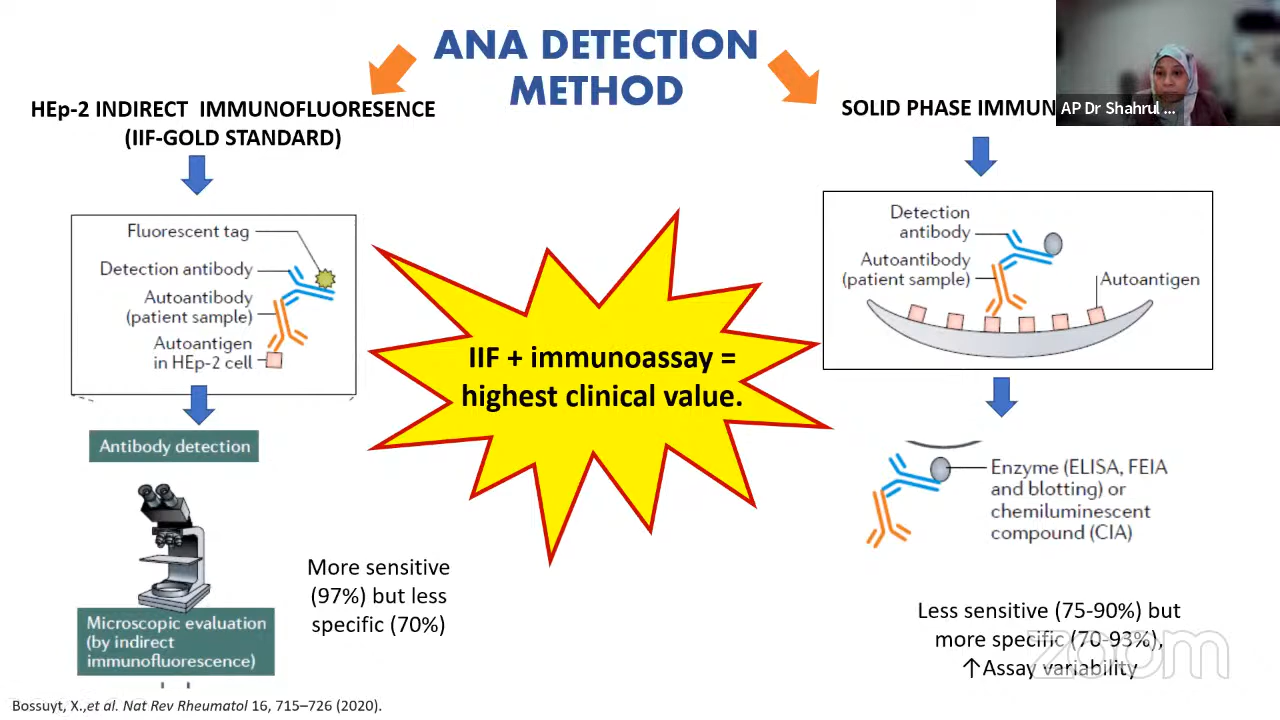 ANA DETECTION
METHOD
HEp-2 INDIRECT IMMUNOFLUORESENCE
(IIF-GOLD STANDARD)
Fluorescent tag
Detection antibody
Autoantibody
(patient sample)
Autoantigen
in HEp-2 cell
Antibody detection
Microscopic evaluation
(by indirect
immunofluorescence)
More sensitive
(97%) but less
specific (70%)
IIF + immunoassay =
highest clinical value.
SOLID PHASE IMMUN
AP Dr Shahrul ...
Detection
antibody
Autoantibody
(patient sample)
Autoantigen
Enzyme (ELISA, FEIA
and blotting) or
chemiluminescent
compound (CIA)
Less sensitive (75-90%) but
more specific (70-93%),
↑Assay variability
zoom
Bossuyt, X.,et al. Nat Rev Rheumatol 16, 715–726 (2020).